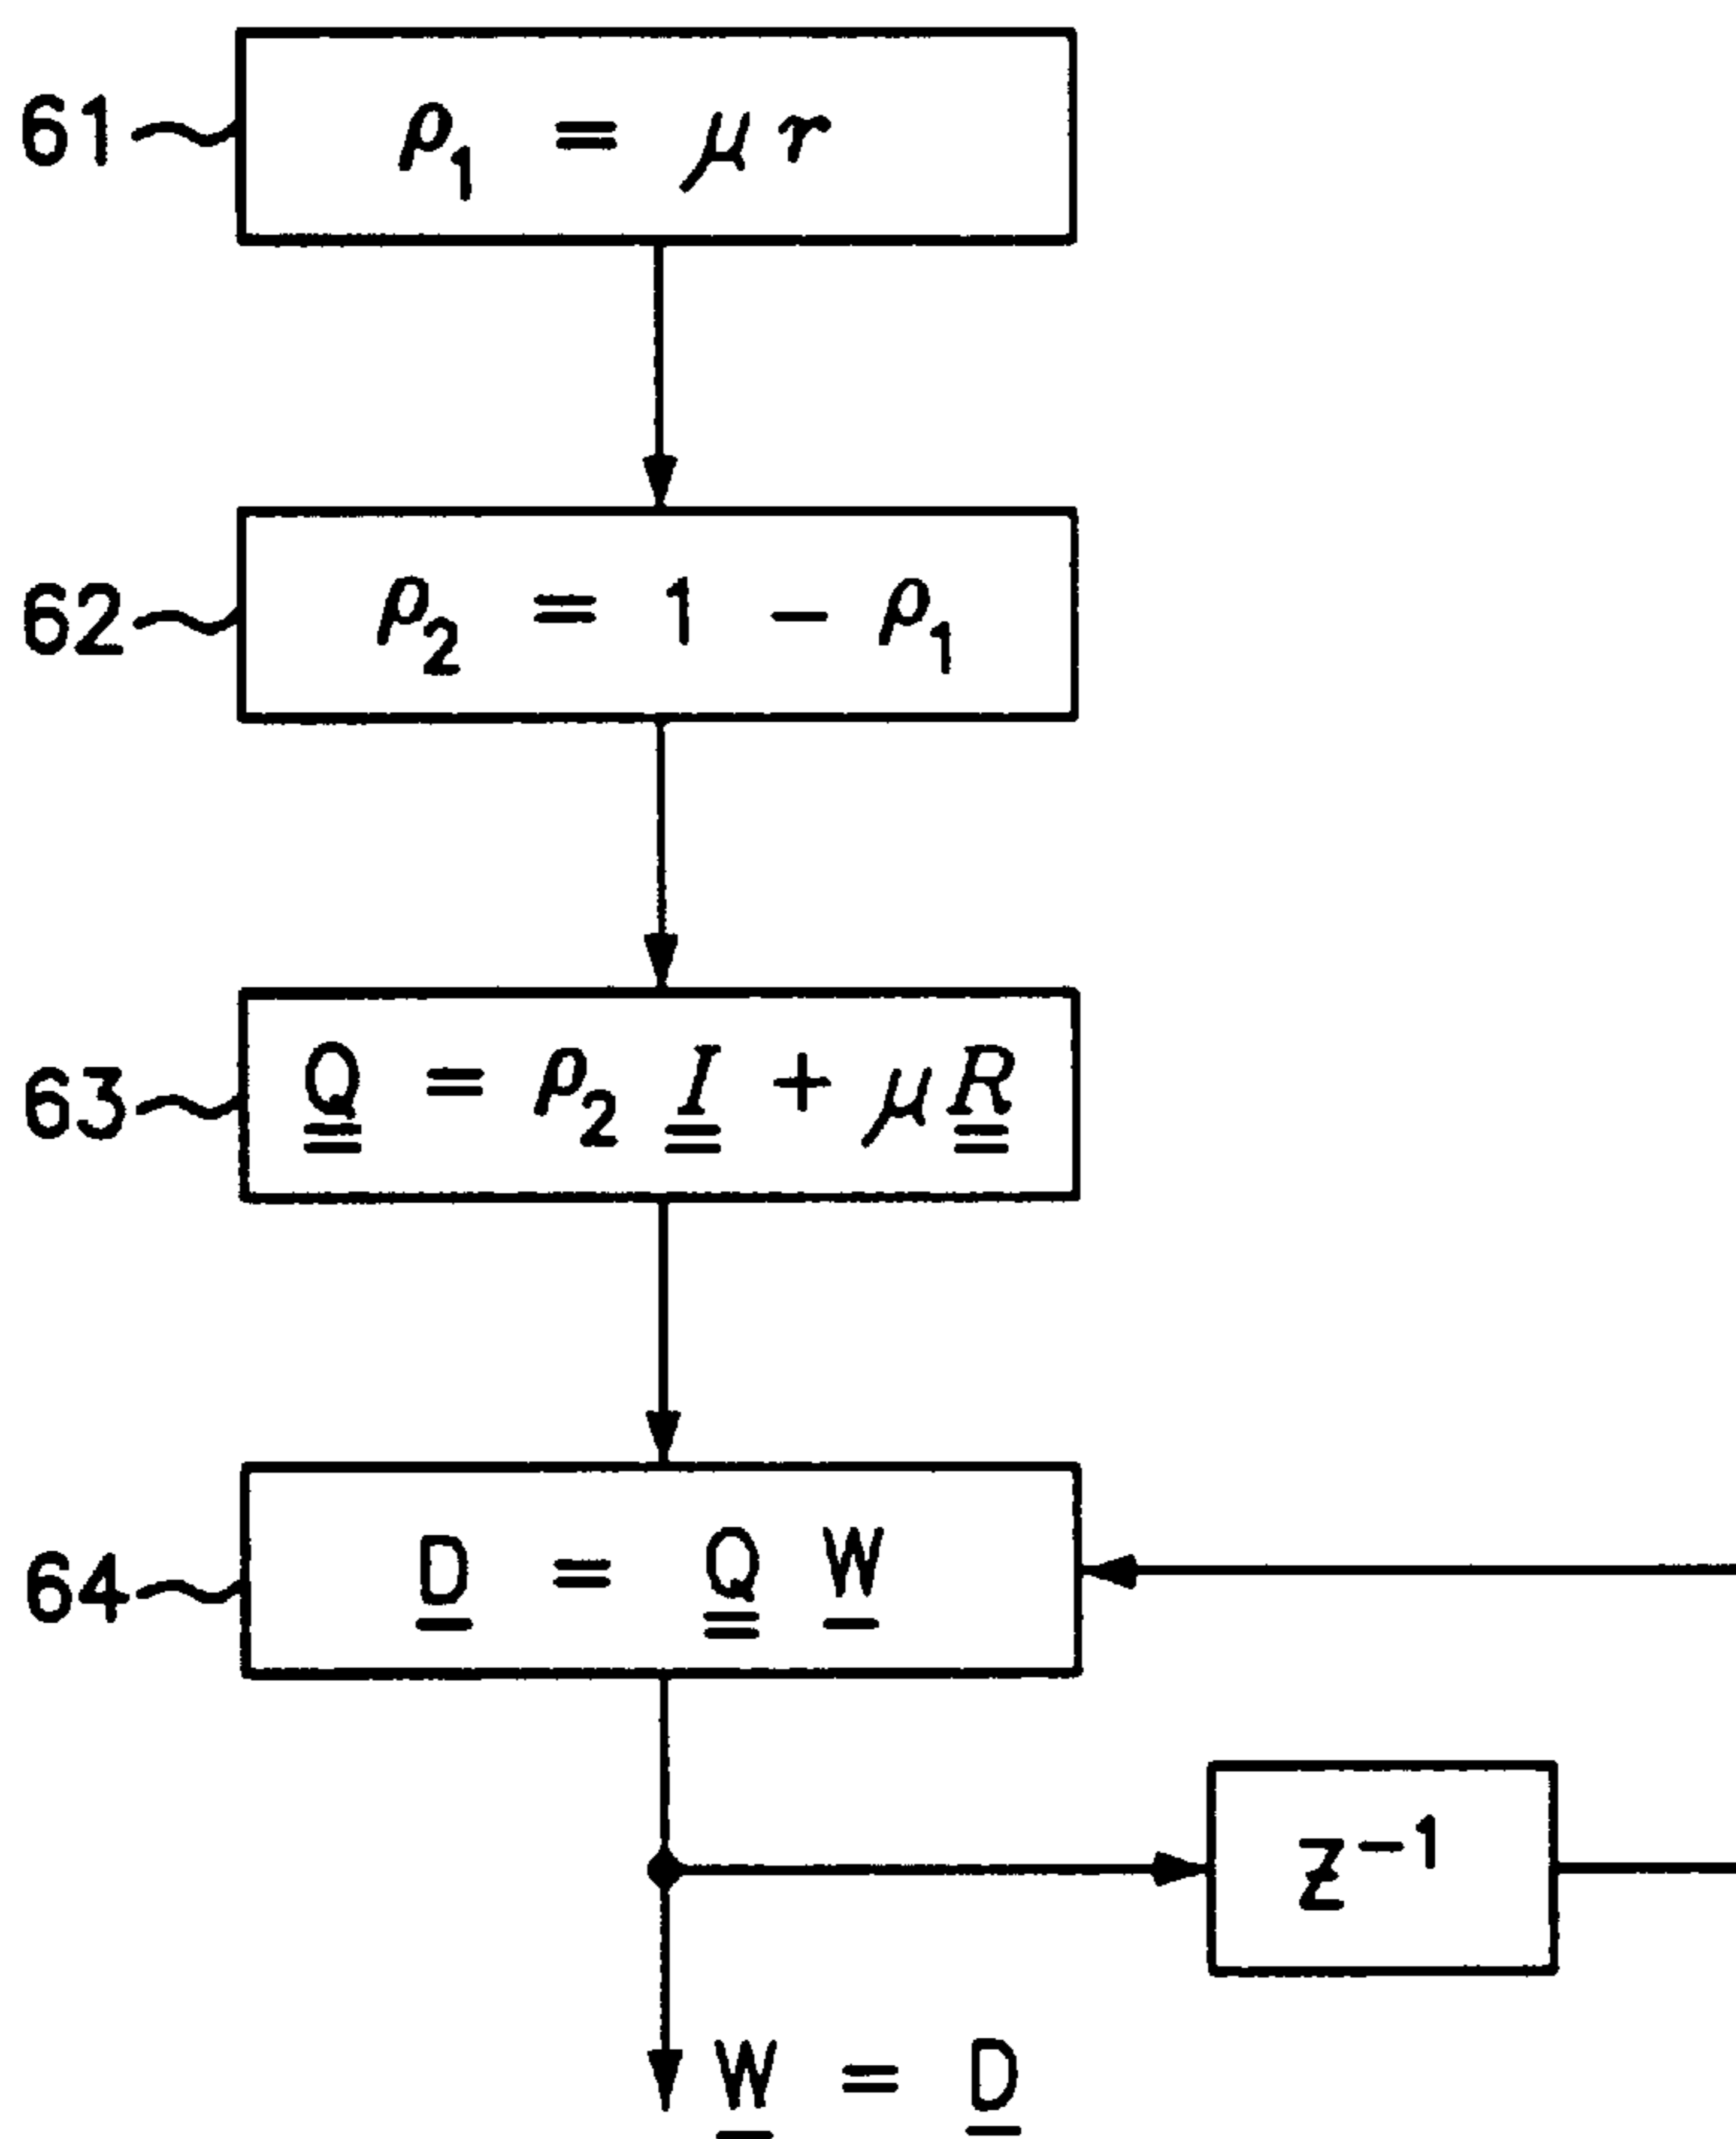 61 ρ₁ = μr
62 ρ₂ = 1 − ρ₁
63 Q = ρ₂ I + μR
64 D = Q W
z⁻¹
W = D